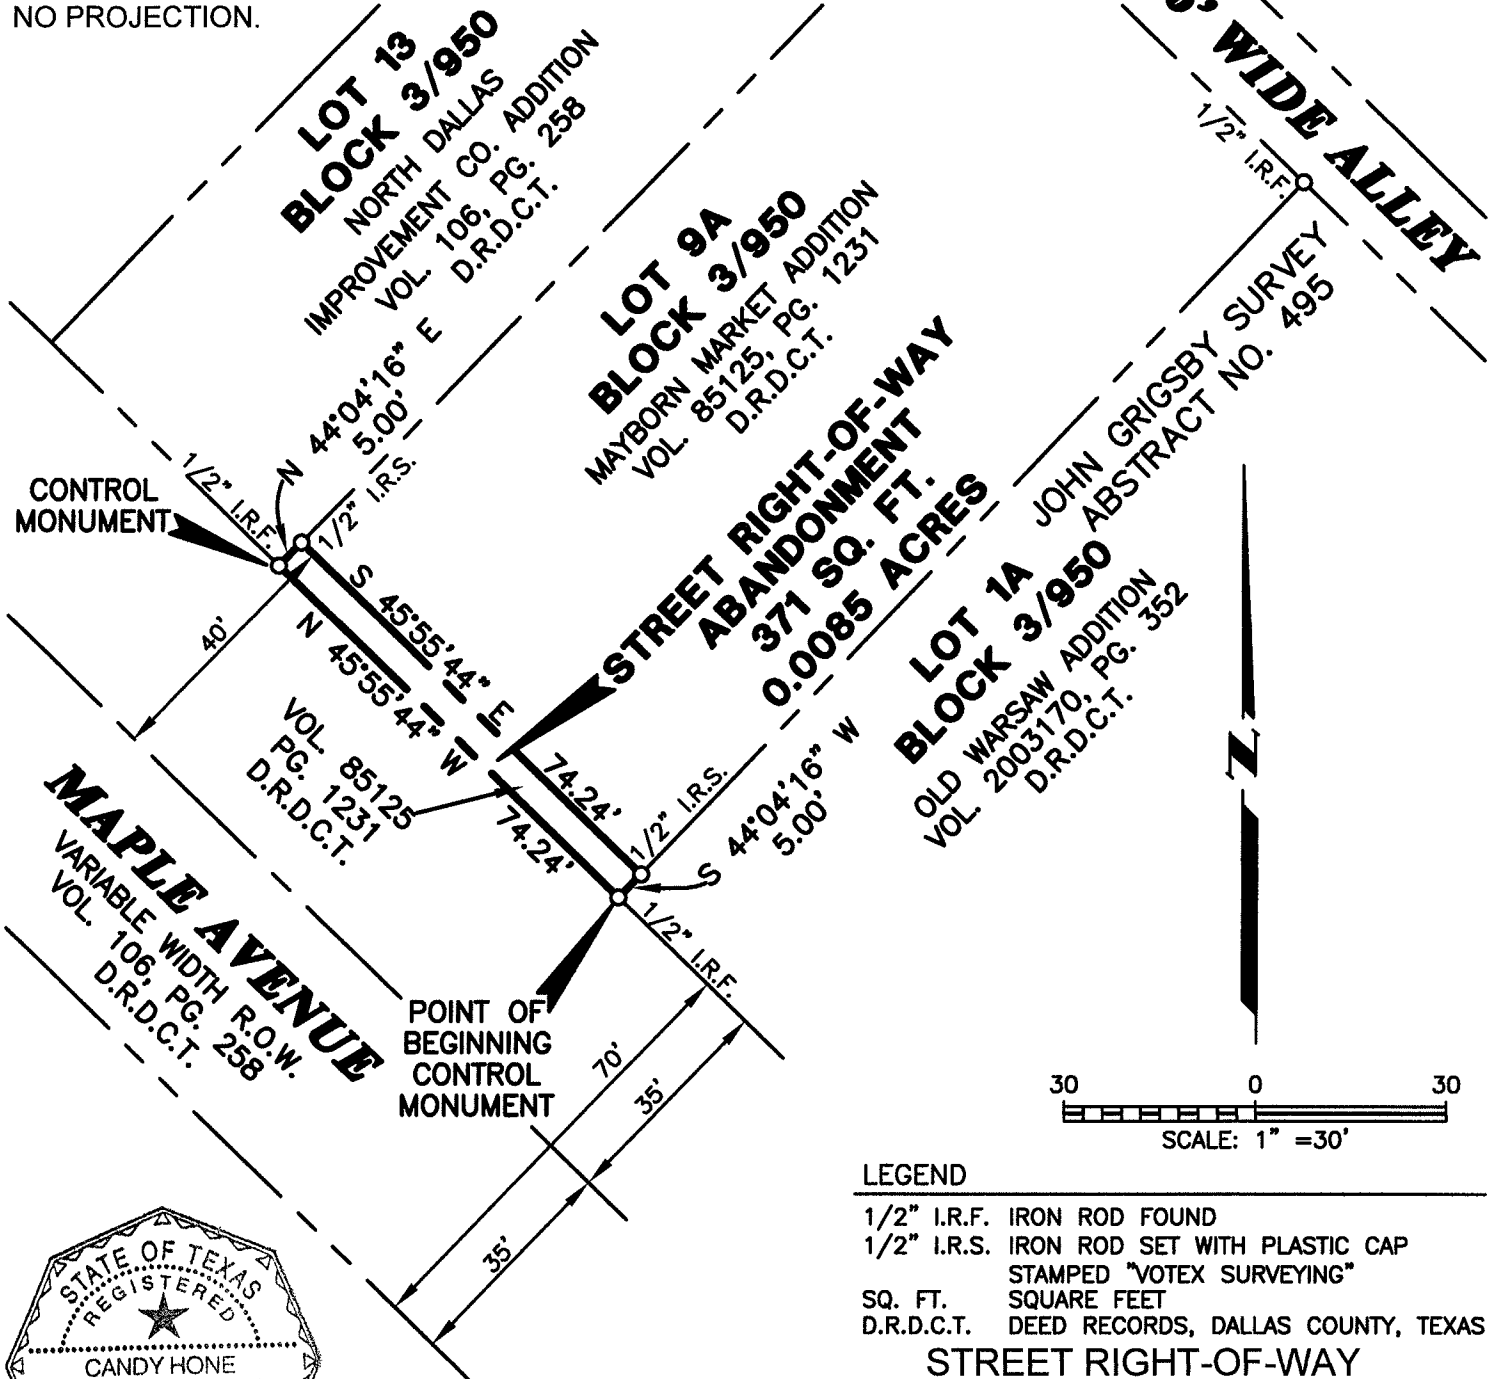 NO PROJECTION.
LOT 13
BLOCK 3/950
NORTH DALLAS
IMPROVEMENT CO. ADDITION
VOL. 106, PG. 258
D.R.D.C.T.
WIDE ALLEY
1/2" I.R.F.
LOT 9A
BLOCK 3/950
MAYBORN MARKET ADDITION
VOL. 85125, PG. 1231
D.R.D.C.T.
JOHN GRIGSBY SURVEY
ABSTRACT NO. 495
N 44°04'16" E
5.00'
1/2" I.R.S.
1/2" I.R.F.
CONTROL
MONUMENT
STREET RIGHT-OF-WAY
ABANDONMENT
371 SQ. FT.
0.0085 ACRES
S 45°55'44" E
74.24'
N 45°55'44" W
74.24'
40'
LOT 1A
BLOCK 3/950
OLD WARSAW ADDITION
VOL. 2003170, PG. 352
D.R.D.C.T.
VOL. 85125
PG. 1231
D.R.D.C.T.
1/2" I.R.S.
S 44°04'16" W
5.00'
1/2" I.R.F.
MAPLE AVENUE
VARIABLE WIDTH R.O.W.
VOL. 106, PG. 258
D.R.D.C.T.
POINT OF
BEGINNING
CONTROL
MONUMENT
70'
35'
35'
N
30 0 30
SCALE: 1" =30'
LEGEND
1/2" I.R.F. IRON ROD FOUND
1/2" I.R.S. IRON ROD SET WITH PLASTIC CAP
STAMPED "VOTEX SURVEYING"
SQ. FT. SQUARE FEET
D.R.D.C.T. DEED RECORDS, DALLAS COUNTY, TEXAS
STREET RIGHT-OF-WAY
STATE OF TEXAS
REGISTERED
CANDY HONE